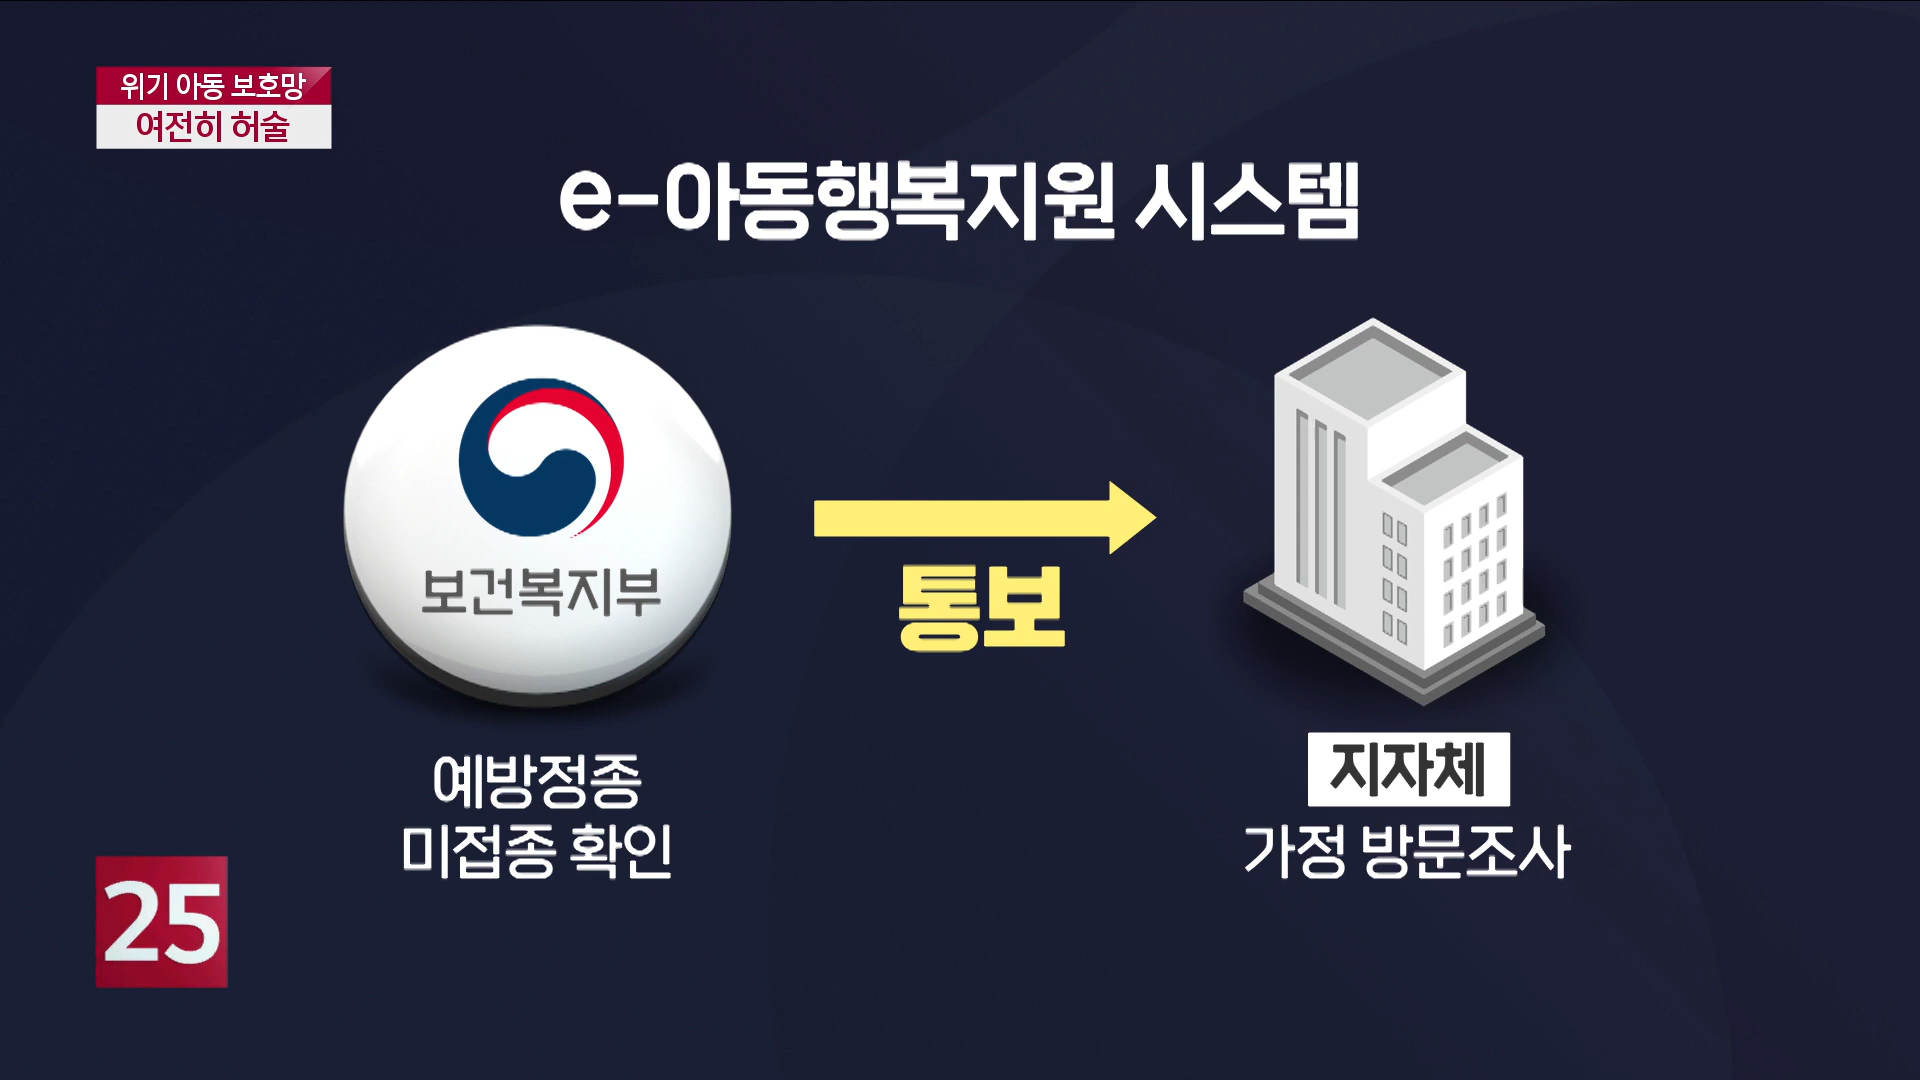 위기 아동 보호망
여전히 허술
e-아동행복지원 시스템
보건복지부
통보
예방정종
미접종 확인
지자체
가정 방문조사
25